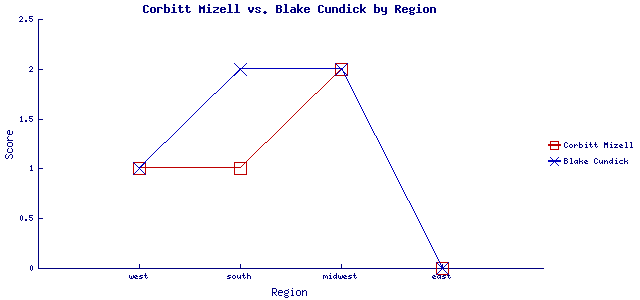 Corbitt Mizell vs. Blake Cundick by Region
2.5
2
1.5
1
0.5
0
Score
west south midwest east
Region
Corbitt Mizell
Blake Cundick